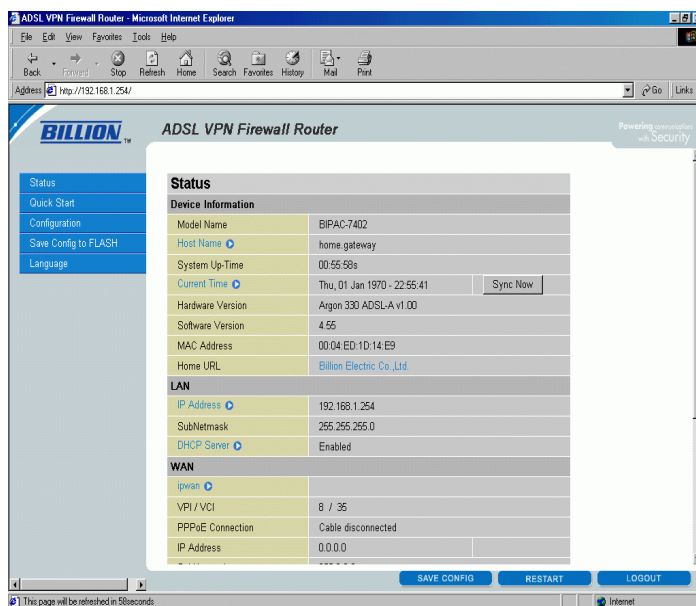 ADSL VPN Firewall Router - Microsoft Internet Explorer
File Edit View Favorites Tools Help
Back Forward Stop Refresh Home Search Favorites History Mail Print
Address http://192.168.1.254/ Go Links
BILLION TM ADSL VPN Firewall Router
Powering communications
with Security
Status
Quick Start
Configuration
Save Config to FLASH
Language
Status
Device Information
Model Name BIPAC-7402
Host Name home.gateway
System Up-Time 00:55:58s
Current Time Thu, 01 Jan 1970 - 22:55:41 Sync Now
Hardware Version Argon 330 ADSL-A v1.00
Software Version 4.55
MAC Address 00:04:ED:1D:14:E9
Home URL Billion Electric Co.,Ltd.
LAN
IP Address 192.168.1.254
SubNetmask 255.255.255.0
DHCP Server Enabled
WAN
ipwan
VPI / VCI 8 / 35
PPPoE Connection Cable disconnected
IP Address 0.0.0.0
SAVE CONFIG RESTART LOGOUT
This page will be refreshed in 58seconds Internet